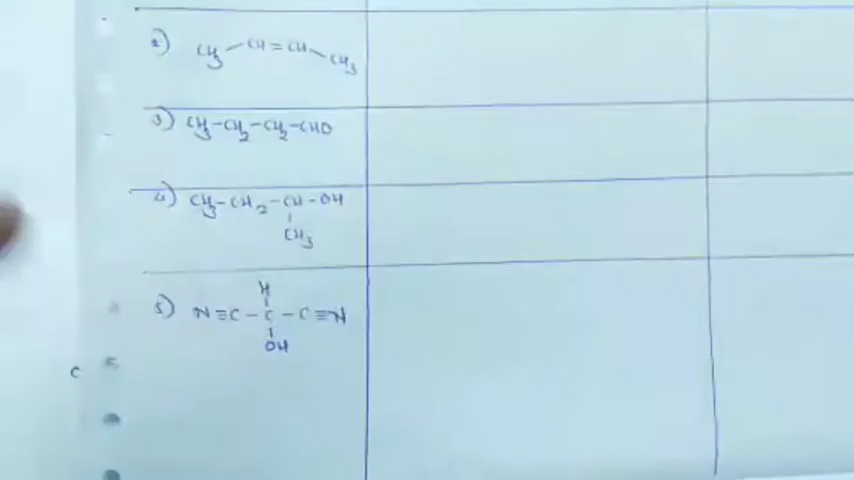 2) CH3-CH=CH-CH3
3) CH3-CH2-CH2-CHO
4) CH3-CH2-CH-OH
CH3
H
5) N≡C-C-C≡N
OH
C